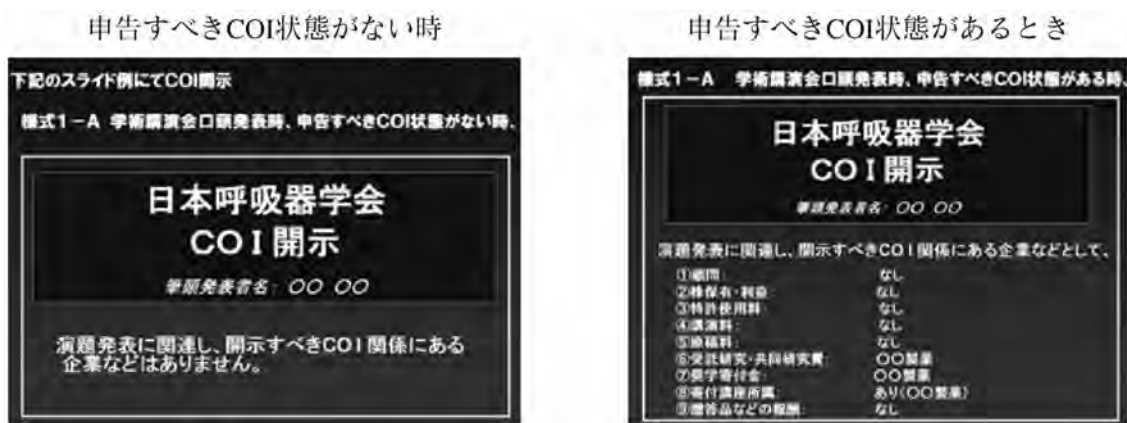 申告すべきCOI状態がない時
下記のスライド例にてCOI開示
様式1－A 学術講演会口頭発表時、申告すべきCOI状態がない時、
日本呼吸器学会
COI開示
筆頭発表者名： ○○ ○○
演題発表に関連し、開示すべきCOI関係にある
企業などはありません。
申告すべきCOI状態があるとき
様式1－A 学術講演会口頭発表時、申告すべきCOI状態がある時、
日本呼吸器学会
COI開示
筆頭発表者名： ○○ ○○
演題発表に関連し、開示すべきCOI関係にある企業などとして、
①顧問： なし
②株保有・利益： なし
③特許使用料： なし
④講演料： なし
⑤原稿料： なし
⑥受託研究・共同研究費： ○○製薬
⑦奨学寄付金： ○○製薬
⑧寄付講座所属： あり(○○製薬)
⑨贈答品などの報酬： なし